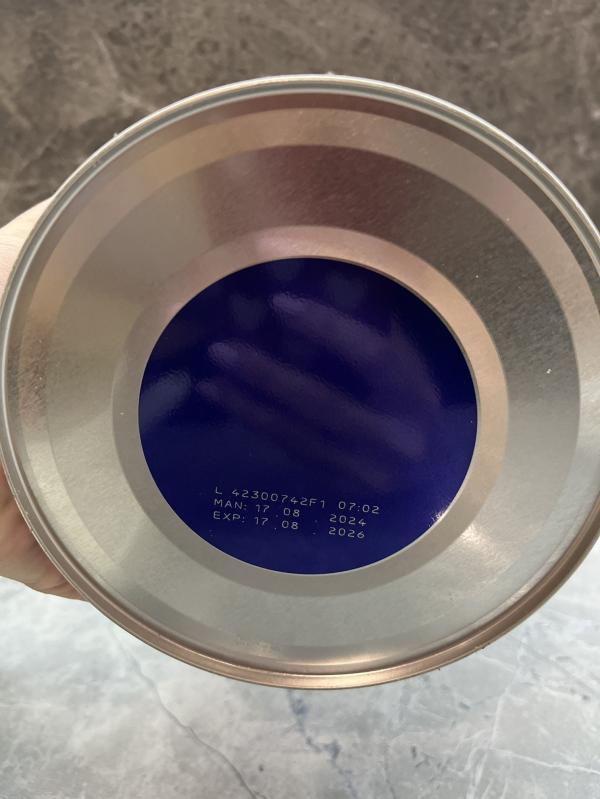 L 42300742F1 07:02
MAN: 17 . 08 . 2024
EXP: 17 . 08 . 2026